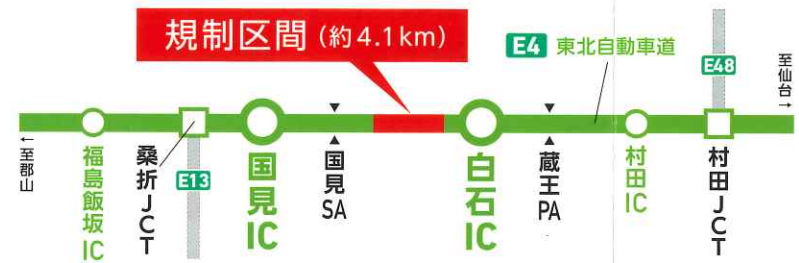 規制区間（約4.1km）
E4 東北自動車道
E48
至仙台→
←至郡山
福島飯坂IC
桑折JCT
E13
国見IC
国見SA
白石IC
蔵王PA
村田IC
村田JCT